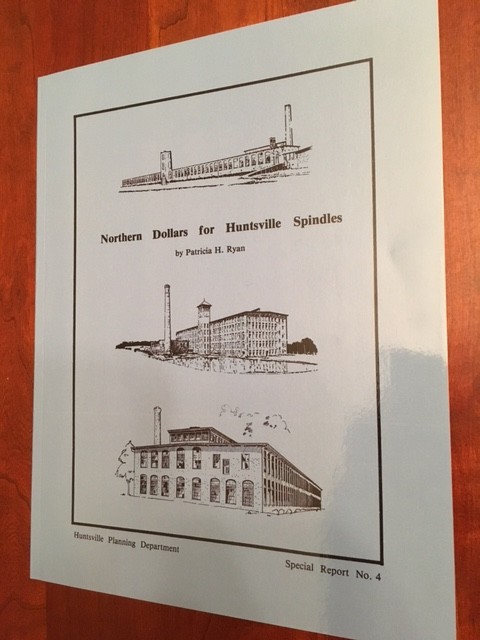 Northern Dollars for Huntsville Spindles
by Patricia H. Ryan
Huntsville Planning Department
Special Report No. 4